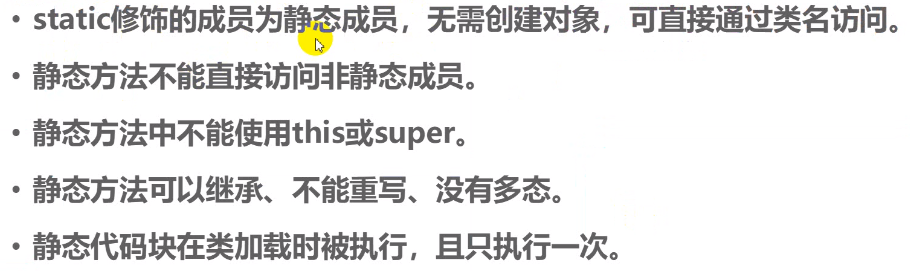 • static修饰的成员为静态成员，无需创建对象，可直接通过类名访问。
• 静态方法不能直接访问非静态成员。
• 静态方法中不能使用this或super。
• 静态方法可以继承、不能重写、没有多态。
• 静态代码块在类加载时被执行，且只执行一次。